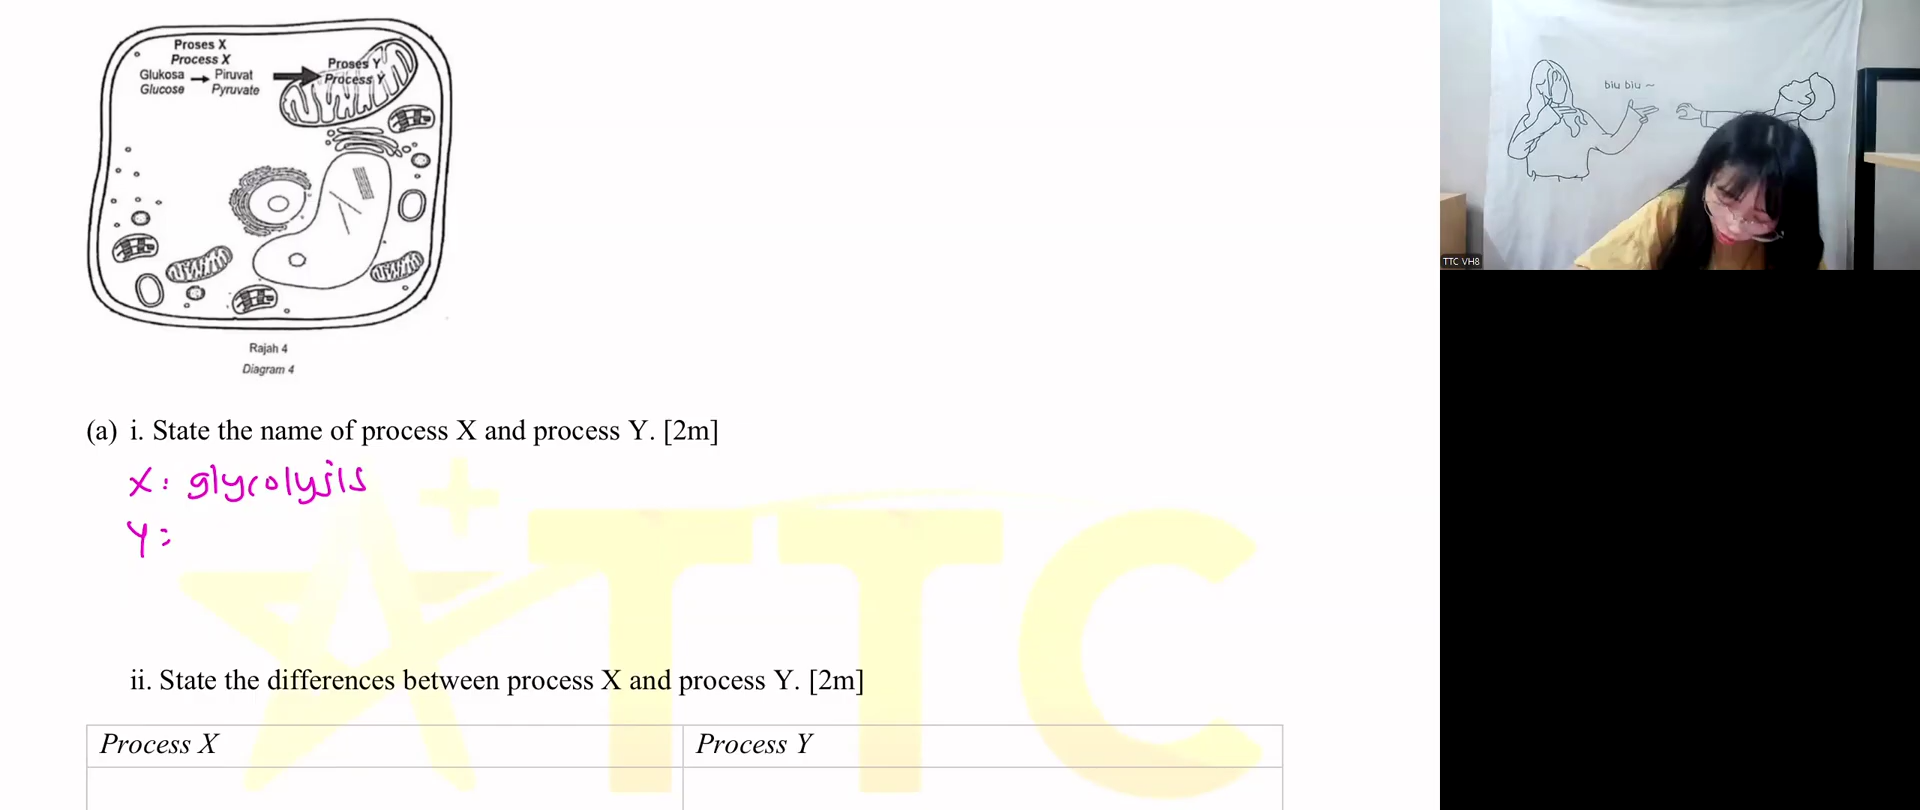 Proses X
Process X
Glukosa → Piruvat
Glucose Pyruvate
Proses Y
Process Y
Rajah 4
Diagram 4
(a) i. State the name of process X and process Y. [2m]
X: glycolysis
Y:
ii. State the differences between process X and process Y. [2m]
Process X
Process Y
TTC
biu biu ~
TTC VH8